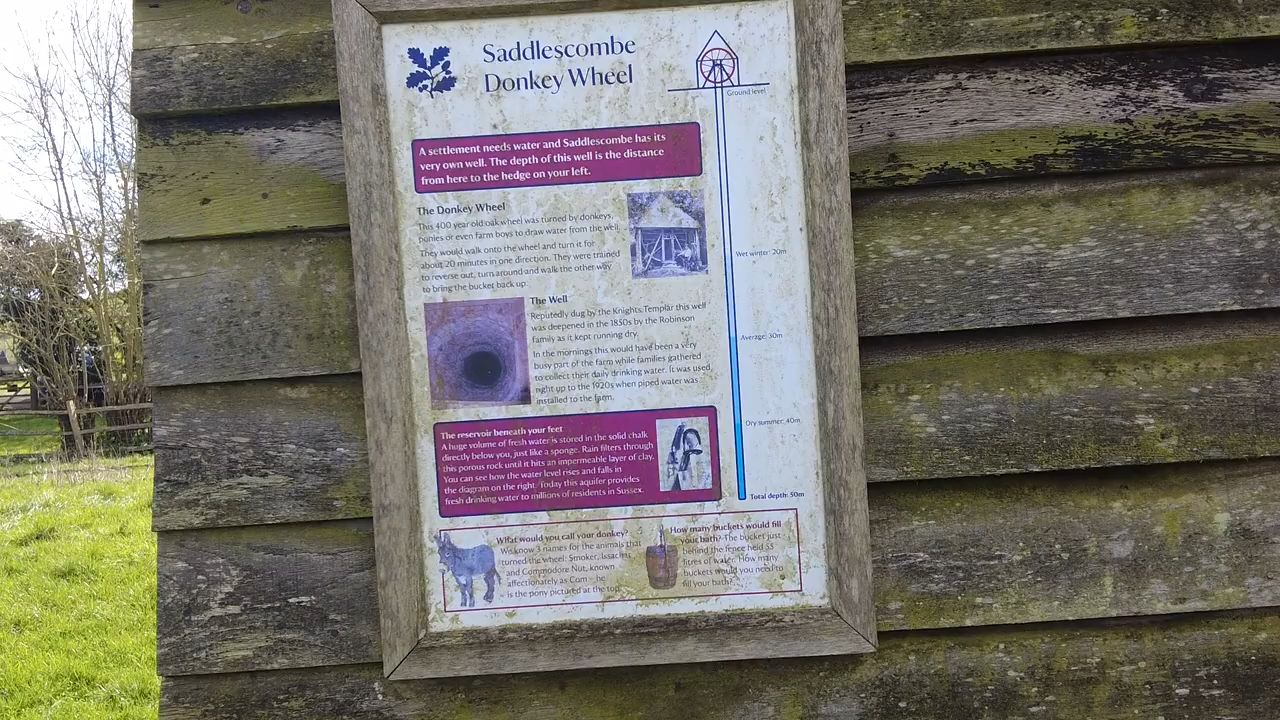 Saddlescombe
Donkey Wheel
Ground level
A settlement needs water and Saddlescombe has its
very own well. The depth of this well is the distance
from here to the hedge on your left.
The Donkey Wheel
This 400 year old oak wheel was turned by donkeys,
ponies or even farm boys to draw water from the well.
They would walk onto the wheel and turn it for
about 20 minutes in one direction. They were trained
to reverse out, turn around and walk the other way
to bring the bucket back up.
Wet winter: 20m
The Well
Reputedly dug by the Knights Templar this well
was deepened in the 1850s by the Robinson
family as it kept running dry.
In the mornings this would have been a very
busy part of the farm while families gathered
to collect their daily drinking water. It was used
right up to the 1920s when piped water was
installed to the farm.
Average: 30m
Dry summer: 40m
Total depth: 50m
The reservoir beneath your feet
A huge volume of fresh water is stored in the solid chalk
directly below you, just like a sponge. Rain filters through
this porous rock until it hits an impermeable layer of clay.
You can see how the water level rises and falls in
the diagram on the right. Today this aquifer provides
fresh drinking water to millions of residents in Sussex.
What would you call your donkey?
We know 3 names for the animals that
turned the wheel: Smoker, Issachar
and Commodore Nut, known
affectionately as Com – he
is the pony pictured at the top.
How many buckets would fill
your bath? The bucket just
behind the fence held 55
litres of water. How many
buckets would you need to
fill your bath?